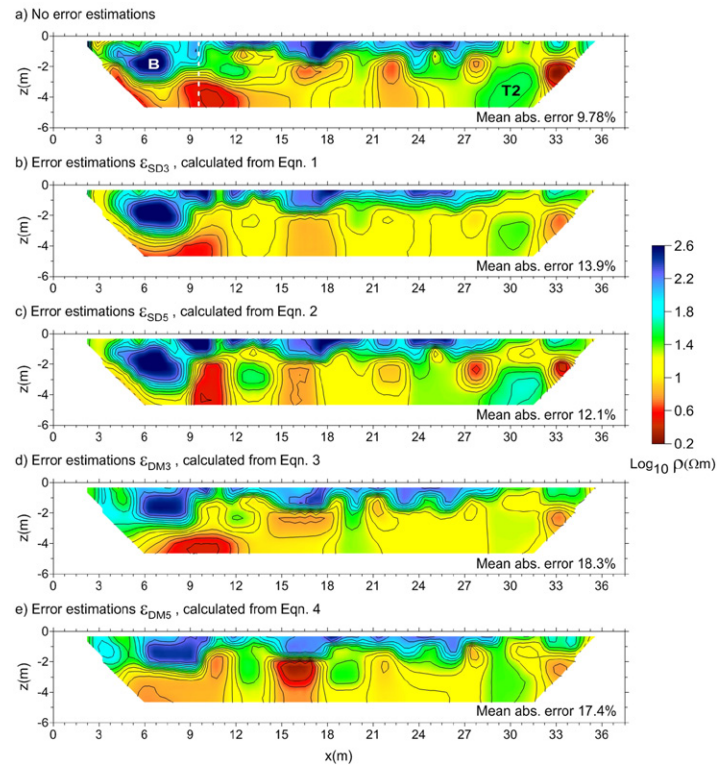 a) No error estimations
0
-2
-4
-6
z(m)
B
T2
Mean abs. error 9.78%
0 3 6 9 12 15 18 21 24 27 30 33 36
b) Error estimations ε_SD3 , calculated from Eqn. 1
0
-2
-4
-6
z(m)
Mean abs. error 13.9%
0 3 6 9 12 15 18 21 24 27 30 33 36
c) Error estimations ε_SD5 , calculated from Eqn. 2
0
-2
-4
-6
z(m)
Mean abs. error 12.1%
0 3 6 9 12 15 18 21 24 27 30 33 36
2.6
2.2
1.8
1.4
1.0
0.6
0.2
Log10 ρ(Ωm)
d) Error estimations ε_DM3 , calculated from Eqn. 3
0
-2
-4
-6
z(m)
Mean abs. error 18.3%
0 3 6 9 12 15 18 21 24 27 30 33 36
e) Error estimations ε_DM5 , calculated from Eqn. 4
0
-2
-4
-6
z(m)
Mean abs. error 17.4%
0 3 6 9 12 15 18 21 24 27 30 33 36
x(m)